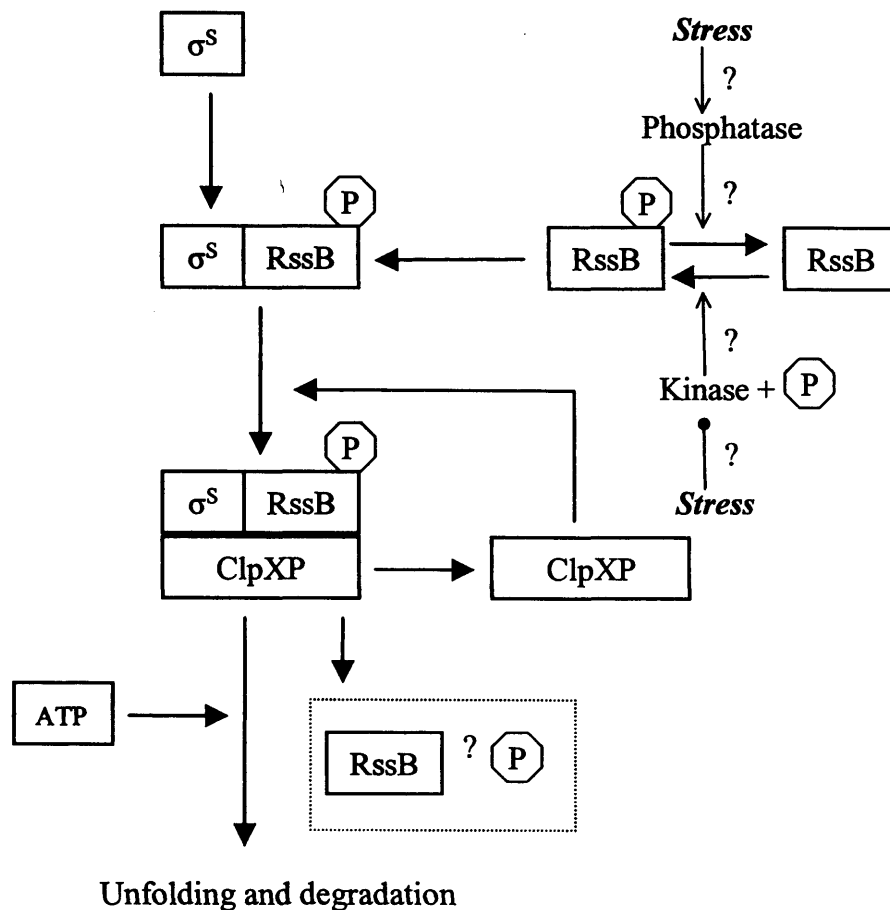 σS
Stress
?
Phosphatase
?
P
P
σS RssB
RssB
RssB
?
Kinase + P
P
?
σS RssB
Stress
ClpXP
ClpXP
ATP
RssB ? P
Unfolding and degradation